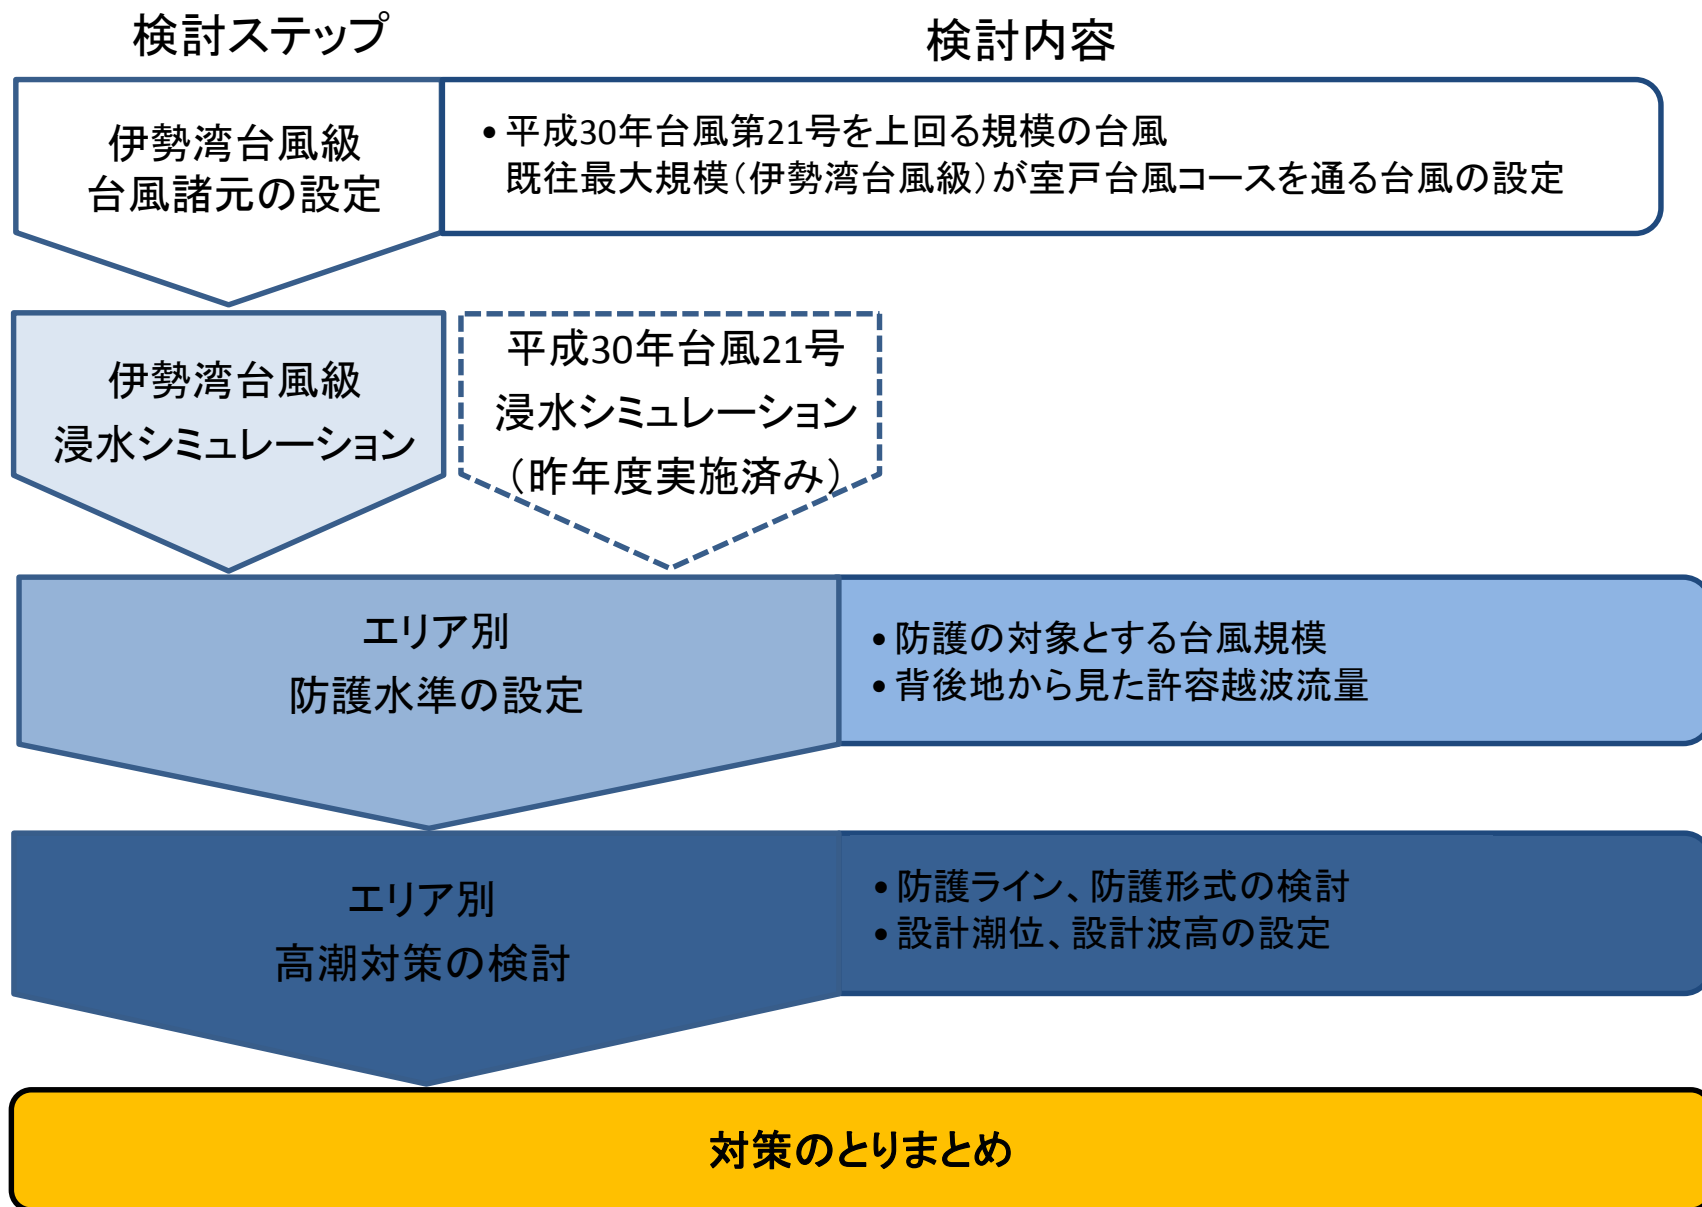 検討ステップ
検討内容
伊勢湾台風級
台風諸元の設定
• 平成30年台風第21号を上回る規模の台風
既往最大規模（伊勢湾台風級）が室戸台風コースを通る台風の設定
伊勢湾台風級
浸水シミュレーション
平成30年台風21号
浸水シミュレーション
（昨年度実施済み）
エリア別
防護水準の設定
• 防護の対象とする台風規模
• 背後地から見た許容越波流量
エリア別
高潮対策の検討
• 防護ライン、防護形式の検討
• 設計潮位、設計波高の設定
対策のとりまとめ